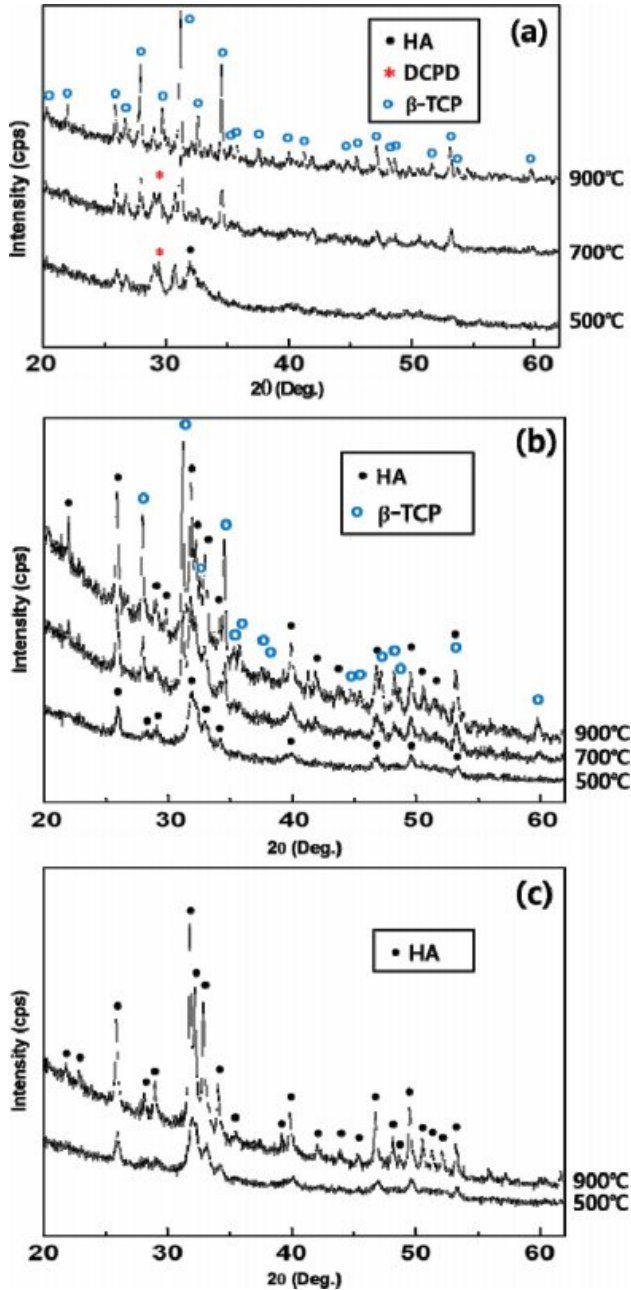 (a)
• HA
* DCPD
o β-TCP
Intensity (cps)
900℃
700℃
500℃
20 30 40 50 60
2θ (Deg.)
(b)
• HA
o β-TCP
Intensity (cps)
900℃
700℃
500℃
20 30 40 50 60
2θ (Deg.)
(c)
• HA
Intensity (cps)
900℃
500℃
20 30 40 50 60
2θ (Deg.)